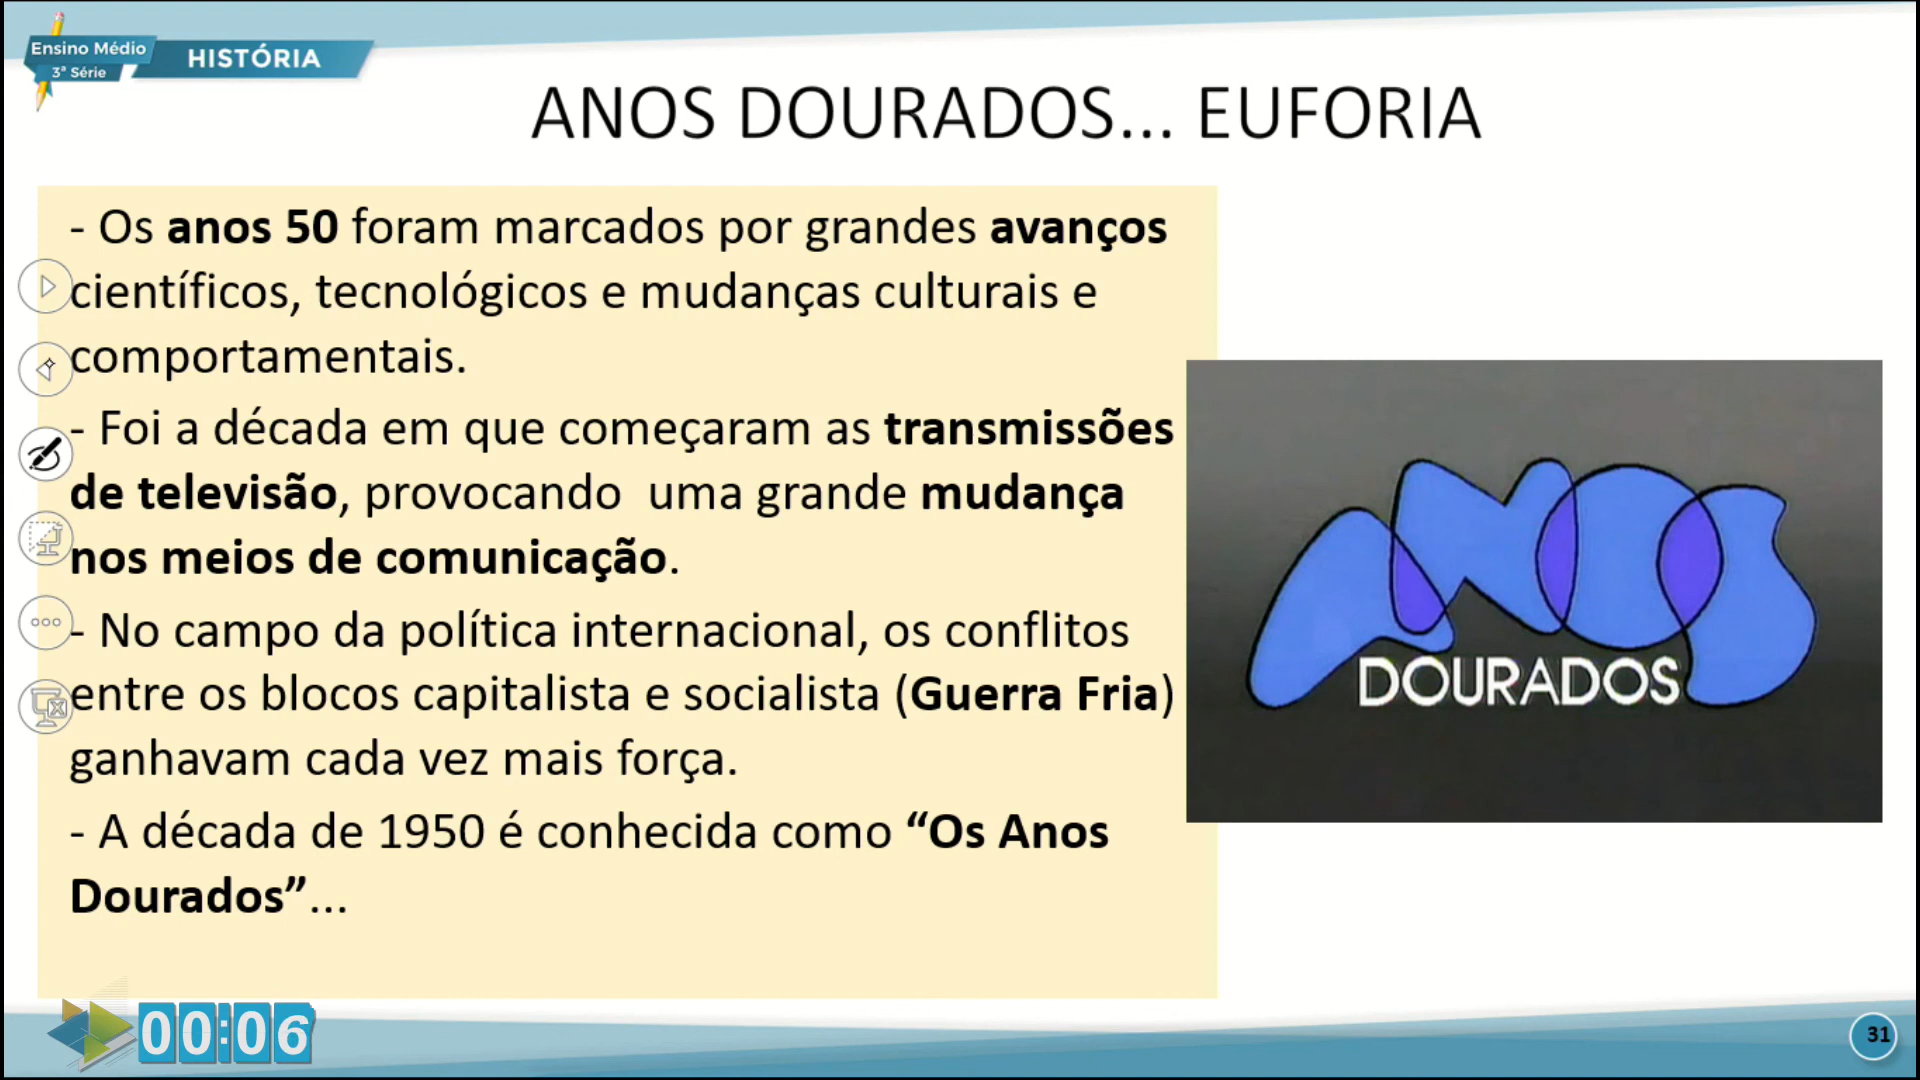 Ensino Médio
3ª Série
HISTÓRIA
ANOS DOURADOS... EUFORIA
- Os anos 50 foram marcados por grandes avanços
científicos, tecnológicos e mudanças culturais e
comportamentais.
- Foi a década em que começaram as transmissões
de televisão, provocando  uma grande mudança
nos meios de comunicação.
- No campo da política internacional, os conflitos
entre os blocos capitalista e socialista (Guerra Fria)
ganhavam cada vez mais força.
- A década de 1950 é conhecida como “Os Anos
Dourados”...
ANOS
DOURADOS
00:06
31